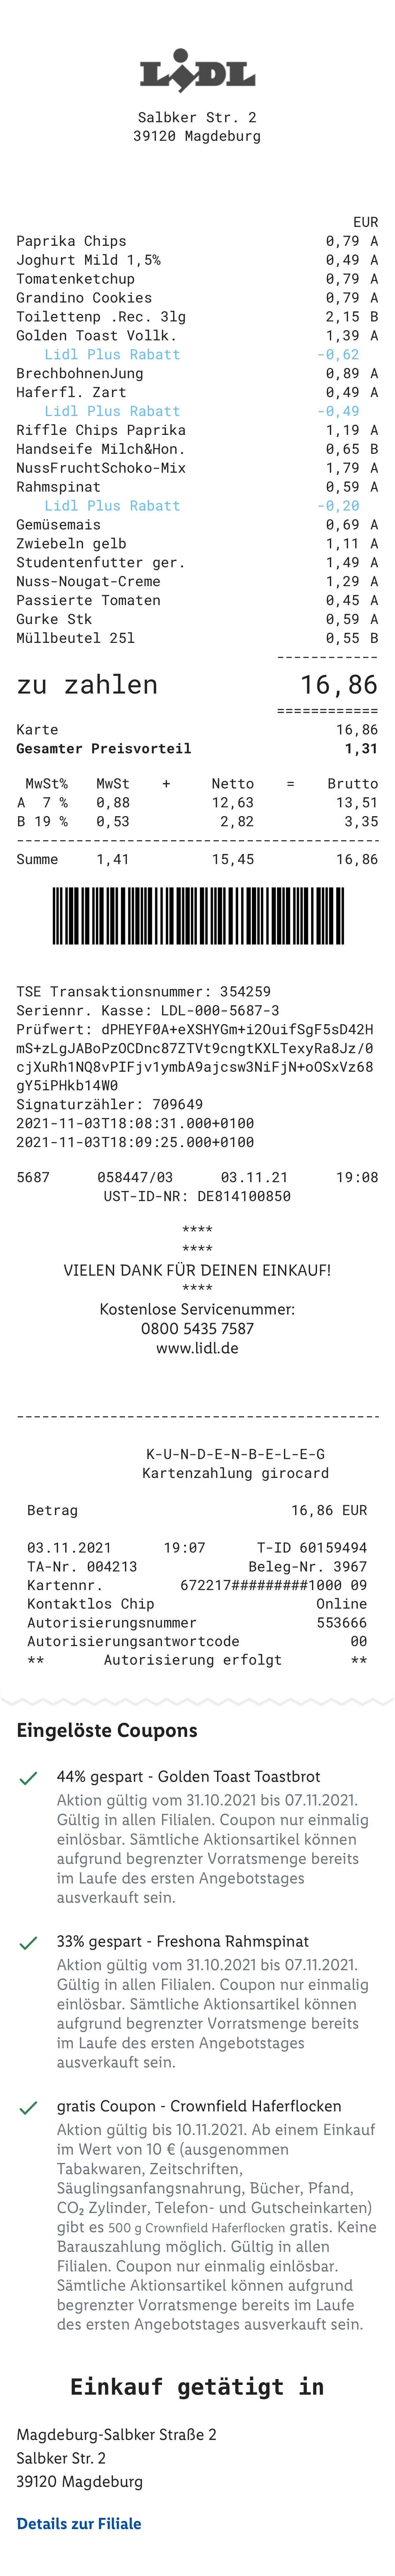 LIDL
Salbker Str. 2
39120 Magdeburg
EUR
Paprika Chips 0,79 A
Joghurt Mild 1,5% 0,49 A
Tomatenketchup 0,79 A
Grandino Cookies 0,79 A
Toilettenp .Rec. 3lg 2,15 B
Golden Toast Vollk. 1,39 A
Lidl Plus Rabatt -0,62
BrechbohnenJung 0,89 A
Haferfl. Zart 0,49 A
Lidl Plus Rabatt -0,49
Riffle Chips Paprika 1,19 A
Handseife Milch&Hon. 0,65 B
NussFruchtSchoko-Mix 1,79 A
Rahmspinat 0,59 A
Lidl Plus Rabatt -0,20
Gemüsemais 0,69 A
Zwiebeln gelb 1,11 A
Studentenfutter ger. 1,49 A
Nuss-Nougat-Creme 1,29 A
Passierte Tomaten 0,45 A
Gurke Stk 0,59 A
Müllbeutel 25l 0,55 B
------------
zu zahlen 16,86
============
Karte 16,86
Gesamter Preisvorteil 1,31
MwSt% MwSt + Netto = Brutto
A 7 % 0,88 12,63 13,51
B 19 % 0,53 2,82 3,35
-------------------------------------------
Summe 1,41 15,45 16,86
TSE Transaktionsnummer: 354259
Seriennr. Kasse: LDL-000-5687-3
Prüfwert: dPHEYF0A+eXSHYGm+i2OuifSgF5sD42H
mS+zLgJABoPzOCDnc87ZTVt9cngtKXLTexyRa8Jz/0
cjXuRh1NQ8vPIFjv1ymbA9ajcsw3NiFjN+oOSxVz68
gY5iPHkb14W0
Signaturzähler: 709649
2021-11-03T18:08:31.000+0100
2021-11-03T18:09:25.000+0100
5687 058447/03 03.11.21 19:08
UST-ID-NR: DE814100850
****
****
VIELEN DANK FÜR DEINEN EINKAUF!
****
Kostenlose Servicenummer:
0800 5435 7587
www.lidl.de
-------------------------------------------
K-U-N-D-E-N-B-E-L-E-G
Kartenzahlung girocard
Betrag 16,86 EUR
03.11.2021 19:07 T-ID 60159494
TA-Nr. 004213 Beleg-Nr. 3967
Kartennr. 672217#########1000 09
Kontaktlos Chip Online
Autorisierungsnummer 553666
Autorisierungsantwortcode 00
** Autorisierung erfolgt **
Eingelöste Coupons
44% gespart - Golden Toast Toastbrot
Aktion gültig vom 31.10.2021 bis 07.11.2021.
Gültig in allen Filialen. Coupon nur einmalig
einlösbar. Sämtliche Aktionsartikel können
aufgrund begrenzter Vorratsmenge bereits
im Laufe des ersten Angebotstages
ausverkauft sein.
33% gespart - Freshona Rahmspinat
Aktion gültig vom 31.10.2021 bis 07.11.2021.
Gültig in allen Filialen. Coupon nur einmalig
einlösbar. Sämtliche Aktionsartikel können
aufgrund begrenzter Vorratsmenge bereits
im Laufe des ersten Angebotstages
ausverkauft sein.
gratis Coupon - Crownfield Haferflocken
Aktion gültig bis 10.11.2021. Ab einem Einkauf
im Wert von 10 € (ausgenommen
Tabakwaren, Zeitschriften,
Säuglingsanfangsnahrung, Bücher, Pfand,
CO₂ Zylinder, Telefon- und Gutscheinkarten)
gibt es 500 g Crownfield Haferflocken gratis. Keine
Barauszahlung möglich. Gültig in allen
Filialen. Coupon nur einmalig einlösbar.
Sämtliche Aktionsartikel können aufgrund
begrenzter Vorratsmenge bereits im Laufe
des ersten Angebotstages ausverkauft sein.
Einkauf getätigt in
Magdeburg-Salbker Straße 2
Salbker Str. 2
39120 Magdeburg
Details zur Filiale